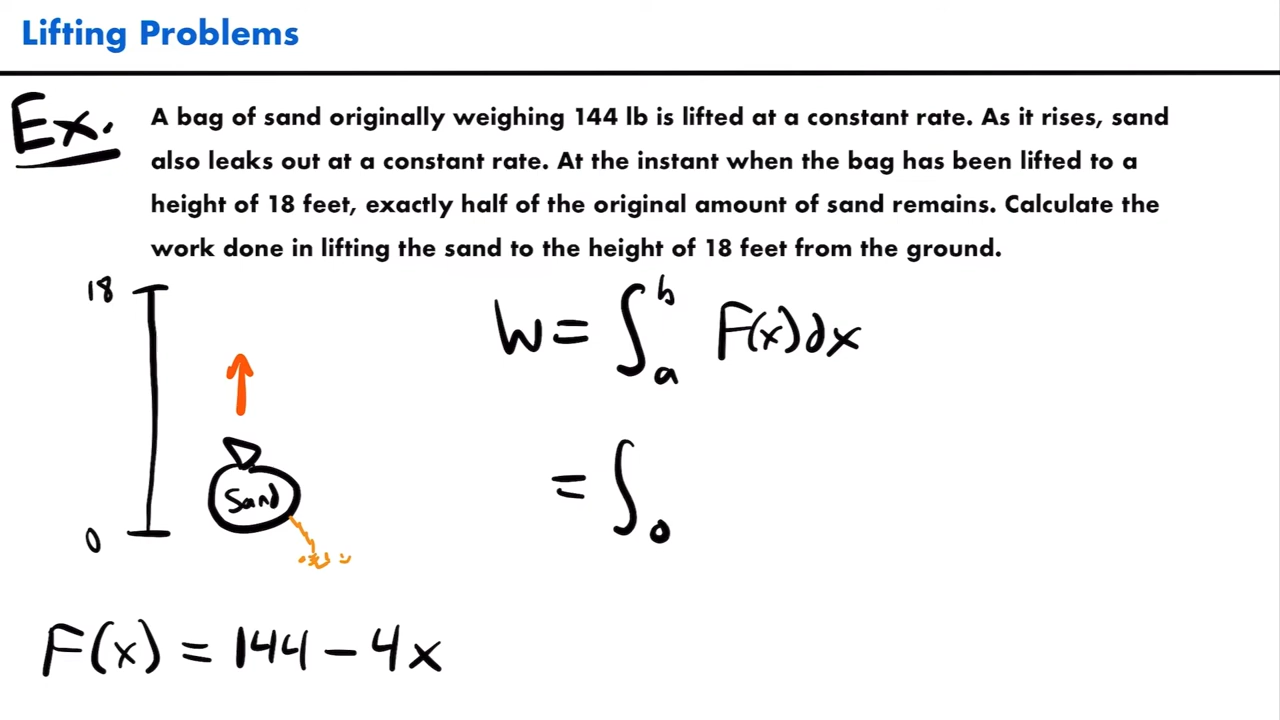 Lifting Problems
Ex. A bag of sand originally weighing 144 lb is lifted at a constant rate. As it rises, sand
also leaks out at a constant rate. At the instant when the bag has been lifted to a
height of 18 feet, exactly half of the original amount of sand remains. Calculate the
work done in lifting the sand to the height of 18 feet from the ground.
18
W = ∫_a^b F(x)dx
Sand
= ∫_0
0
F(x) = 144 - 4x